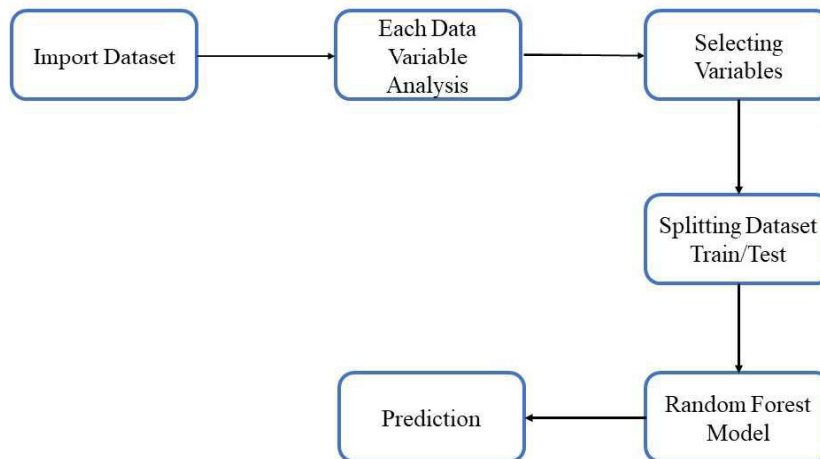 Import Dataset
Each Data
Variable
Analysis
Selecting
Variables
Splitting Dataset
Train/Test
Random Forest
Model
Prediction